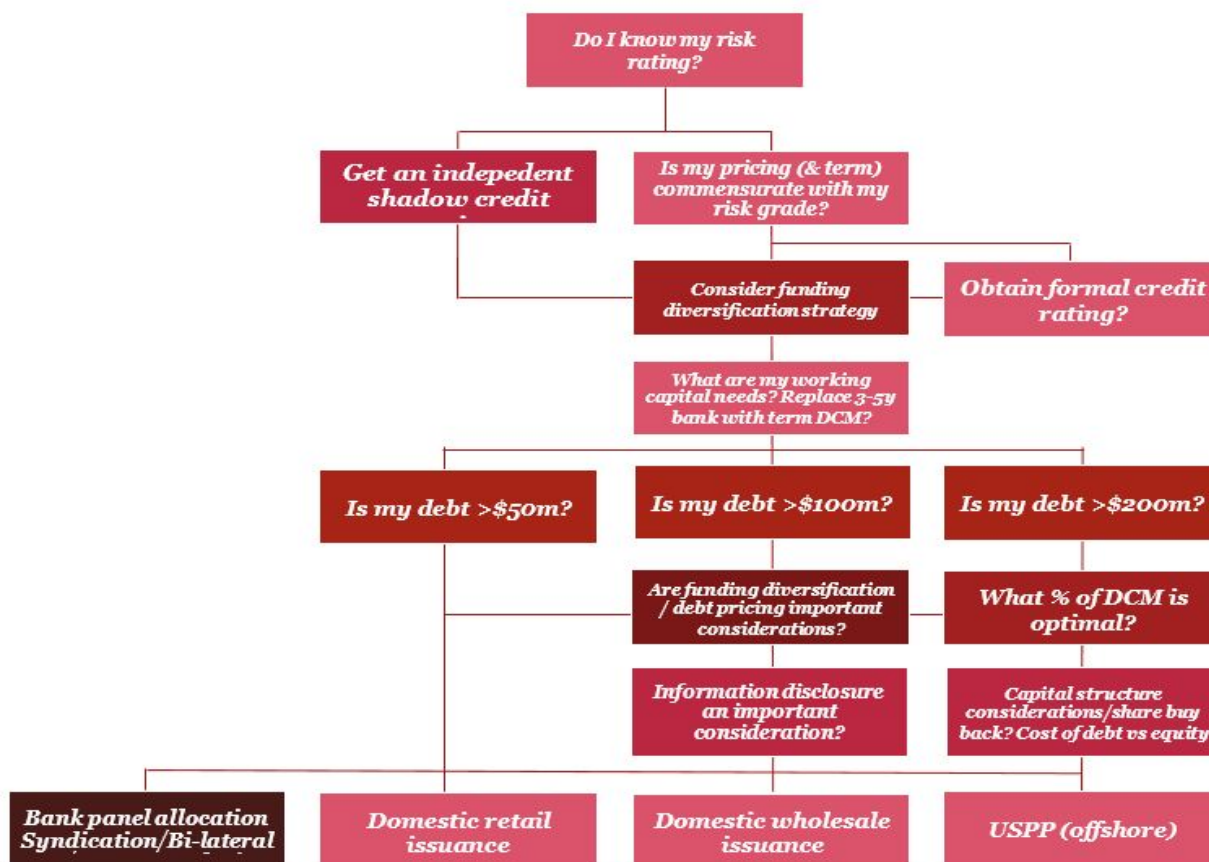 Do I know my risk
rating?
Get an indepedent
shadow credit
Is my pricing (& term)
commensurate with my
risk grade?
Consider funding
diversification strategy
Obtain formal credit
rating?
What are my working
capital needs? Replace 3-5y
bank with term DCM?
Is my debt >$50m?
Is my debt >$100m?
Is my debt >$200m?
Are funding diversification
/ debt pricing important
considerations?
What % of DCM is
optimal?
Information disclosure
an important
consideration?
Capital structure
considerations/share buy
back? Cost of debt vs equity
Bank panel allocation
Syndication/Bi-lateral
Domestic retail
issuance
Domestic wholesale
issuance
USPP (offshore)